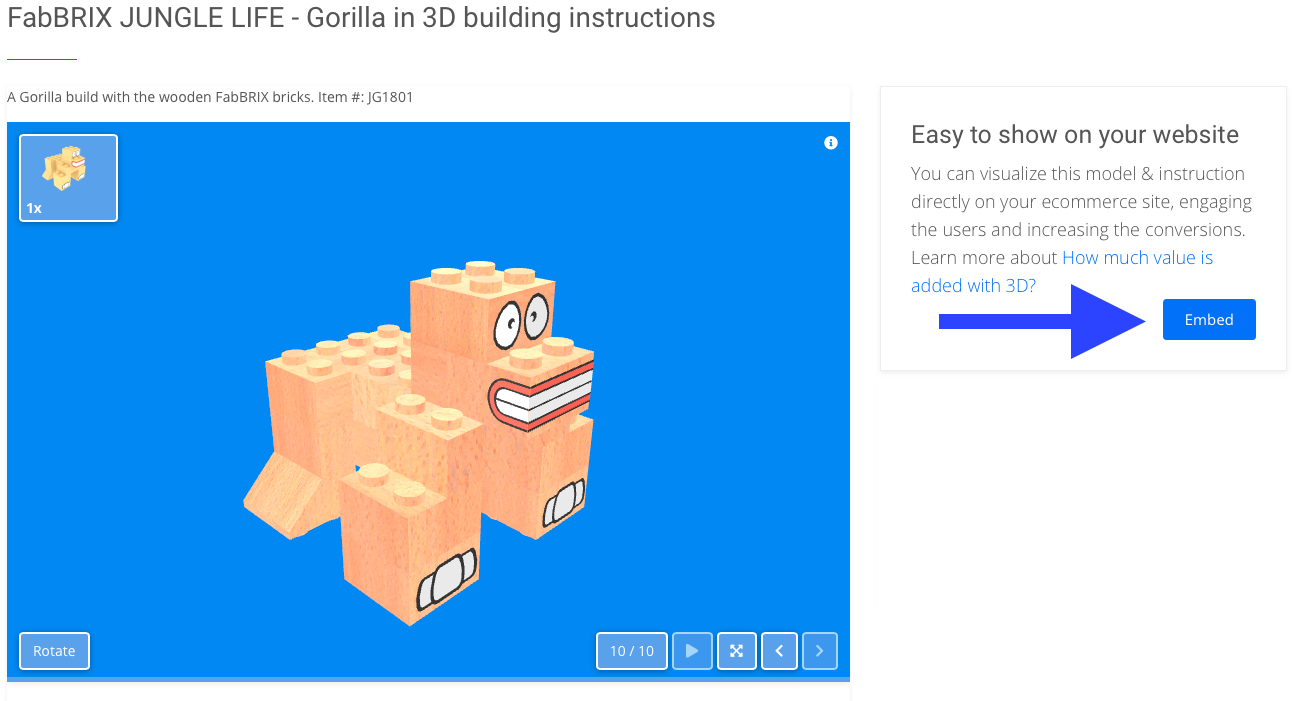 FabBRIX JUNGLE LIFE - Gorilla in 3D building instructions
A Gorilla build with the wooden FabBRIX bricks. Item #: JG1801
1x
Rotate
10 / 10
Easy to show on your website
You can visualize this model & instruction
directly on your ecommerce site, engaging
the users and increasing the conversions.
Learn more about How much value is
added with 3D?
Embed